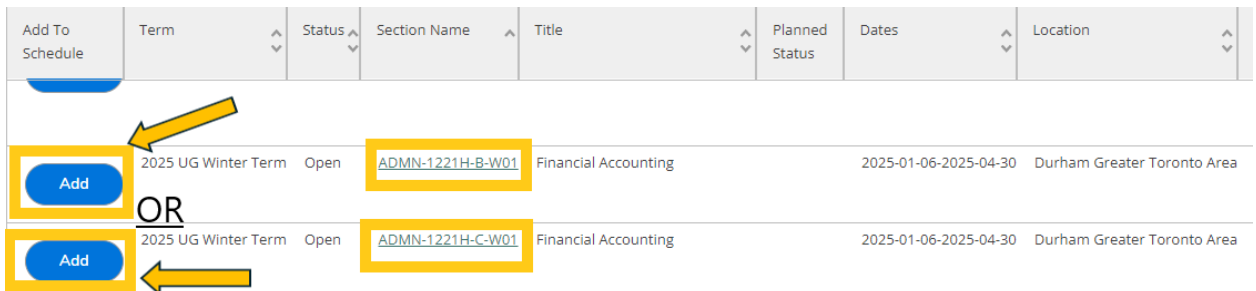 Add To Schedule Term Status Section Name Title Planned Status Dates Location
Add 2025 UG Winter Term Open ADMN-1221H-B-W01 Financial Accounting 2025-01-06-2025-04-30 Durham Greater Toronto Area
OR
Add 2025 UG Winter Term Open ADMN-1221H-C-W01 Financial Accounting 2025-01-06-2025-04-30 Durham Greater Toronto Area